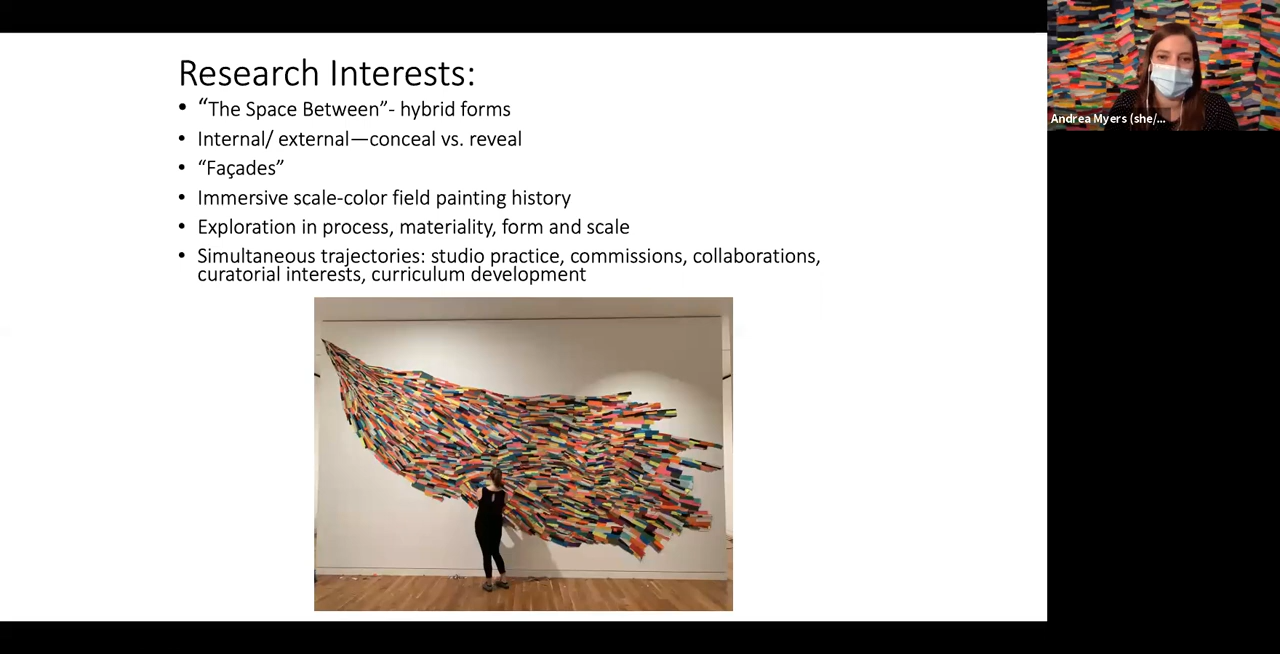 Research Interests:
• “The Space Between”- hybrid forms
• Internal/ external—conceal vs. reveal
• “Façades”
• Immersive scale-color field painting history
• Exploration in process, materiality, form and scale
• Simultaneous trajectories: studio practice, commissions, collaborations,
curatorial interests, curriculum development
Andrea Myers (she/...